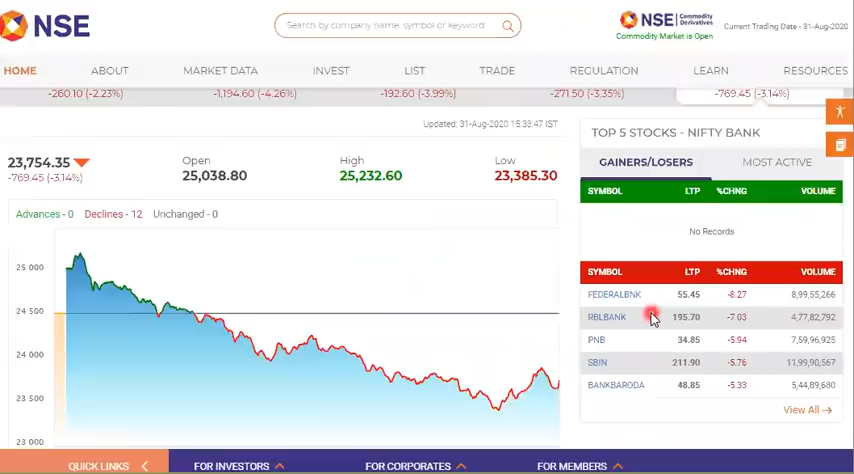 NSE
Search by company name, symbol or keyword
NSE Commodity Derivatives
Commodity Market is Open
Current Trading Date - 31-Aug-2020
HOME ABOUT MARKET DATA INVEST LIST TRADE REGULATION LEARN RESOURCES
-260.10 (-2.23%) -1,194.60 (-4.26%) -192.60 (-3.99%) -271.50 (-3.35%) -769.45 (-3.14%)
Updated: 31-Aug-2020 15:33:47 IST
23,754.35
-769.45 (-3.14%)
Open
25,038.80
High
25,232.60
Low
23,385.30
Advances - 0 Declines - 12 Unchanged - 0
25 000
24 500
24 000
23 500
23 000
TOP 5 STOCKS - NIFTY BANK
GAINERS/LOSERS MOST ACTIVE
SYMBOL LTP %CHNG VOLUME
No Records
SYMBOL LTP %CHNG VOLUME
FEDERALBNK 55.45 -8.27 8,99,55,266
RBLBANK 195.70 -7.03 4,77,82,792
PNB 34.85 -5.94 7,59,96,925
SBIN 211.90 -5.76 11,99,90,567
BANKBARODA 48.85 -5.33 5,44,89,680
View All →
QUICK LINKS FOR INVESTORS FOR CORPORATES FOR MEMBERS